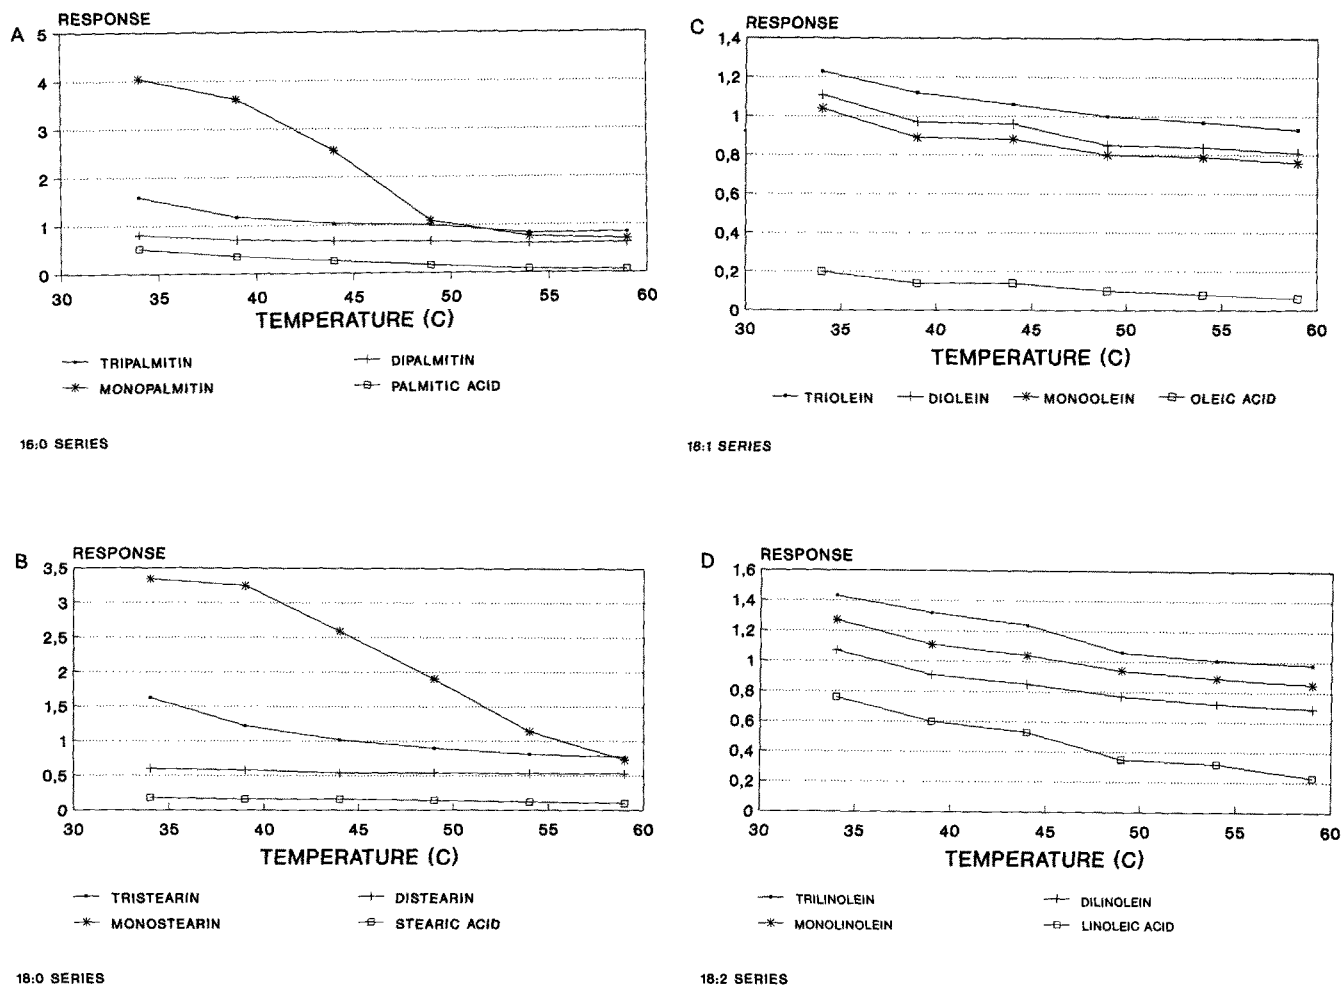 A
RESPONSE
5
4
3
2
1
0
30 35 40 45 50 55 60
TEMPERATURE (C)
TRIPALMITIN DIPALMITIN
MONOPALMITIN PALMITIC ACID
16:0 SERIES
C
RESPONSE
1,4
1,2
1
0,8
0,6
0,4
0,2
0
30 35 40 45 50 55 60
TEMPERATURE (C)
TRIOLEIN DIOLEIN MONOOLEIN OLEIC ACID
18:1 SERIES
B
RESPONSE
3,5
3
2,5
2
1,5
1
0,5
0
30 35 40 45 50 55 60
TEMPERATURE (C)
TRISTEARIN DISTEARIN
MONOSTEARIN STEARIC ACID
18:0 SERIES
D
RESPONSE
1,6
1,4
1,2
1
0,8
0,6
0,4
0,2
0
30 35 40 45 50 55 60
TEMPERATURE (C)
TRILINOLEIN DILINOLEIN
MONOLINOLEIN LINOLEIC ACID
18:2 SERIES